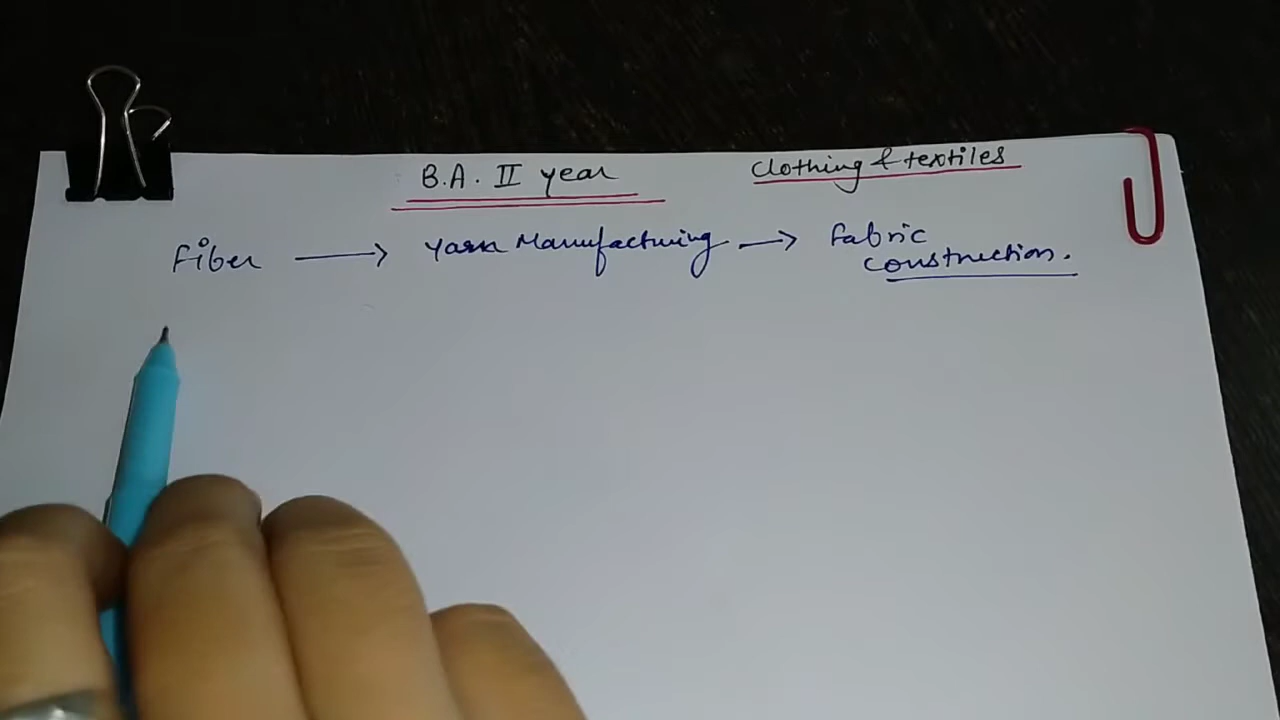 B.A. II year
Clothing & textiles
Fiber → Yarn Manufacturing → Fabric
construction.